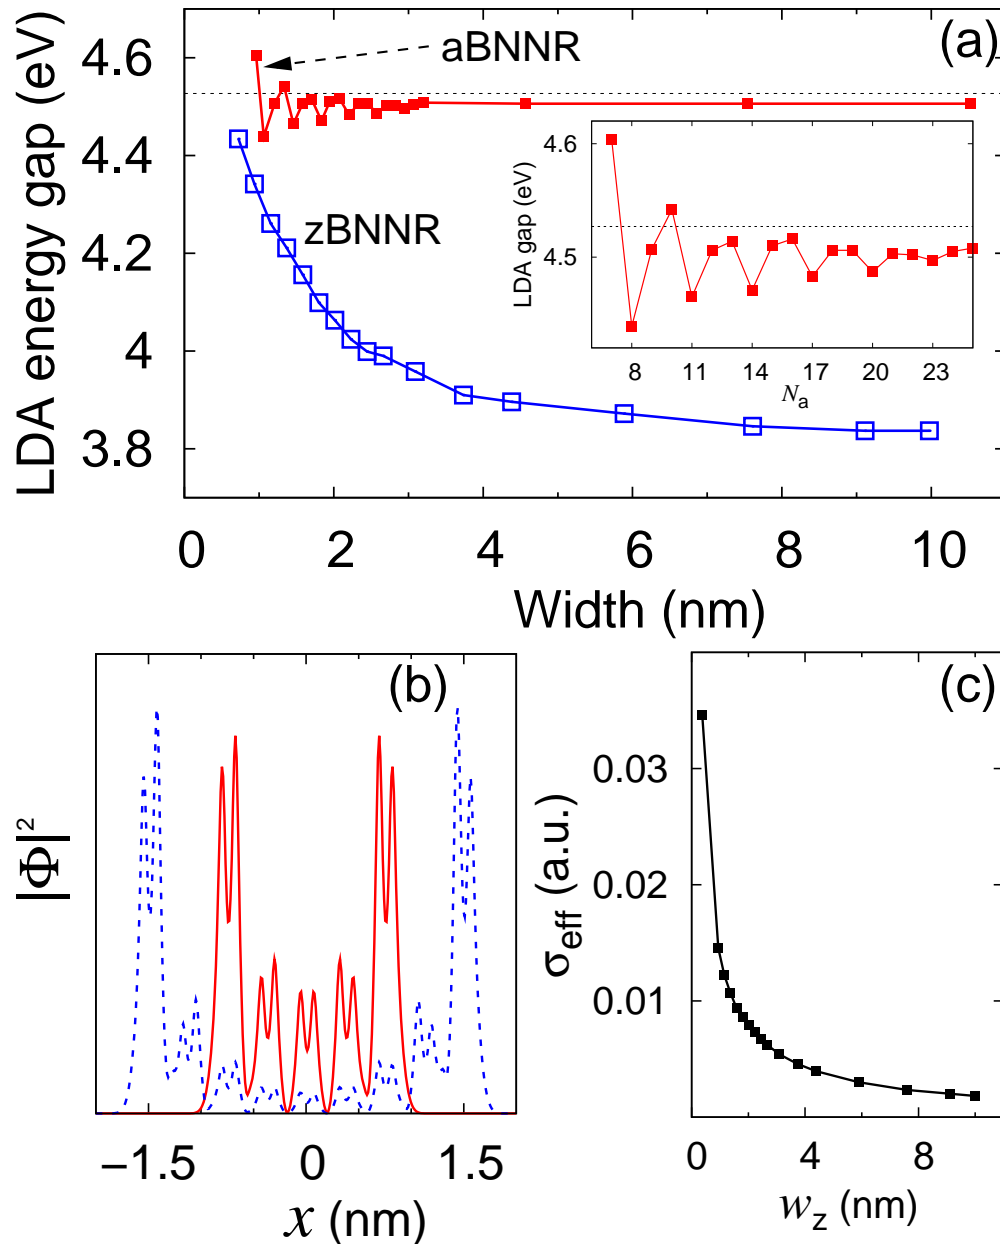 (a)
LDA energy gap (eV)
4.6
4.4
4.2
4
3.8
aBNNR
zBNNR
LDA gap (eV)
4.6
4.5
8 11 14 17 20 23
Nₐ
0 2 4 6 8 10
Width (nm)
(b)
|Φ|²
−1.5 0 1.5
x (nm)
(c)
σeff (a.u.)
0.03
0.02
0.01
0 4 8
wz (nm)